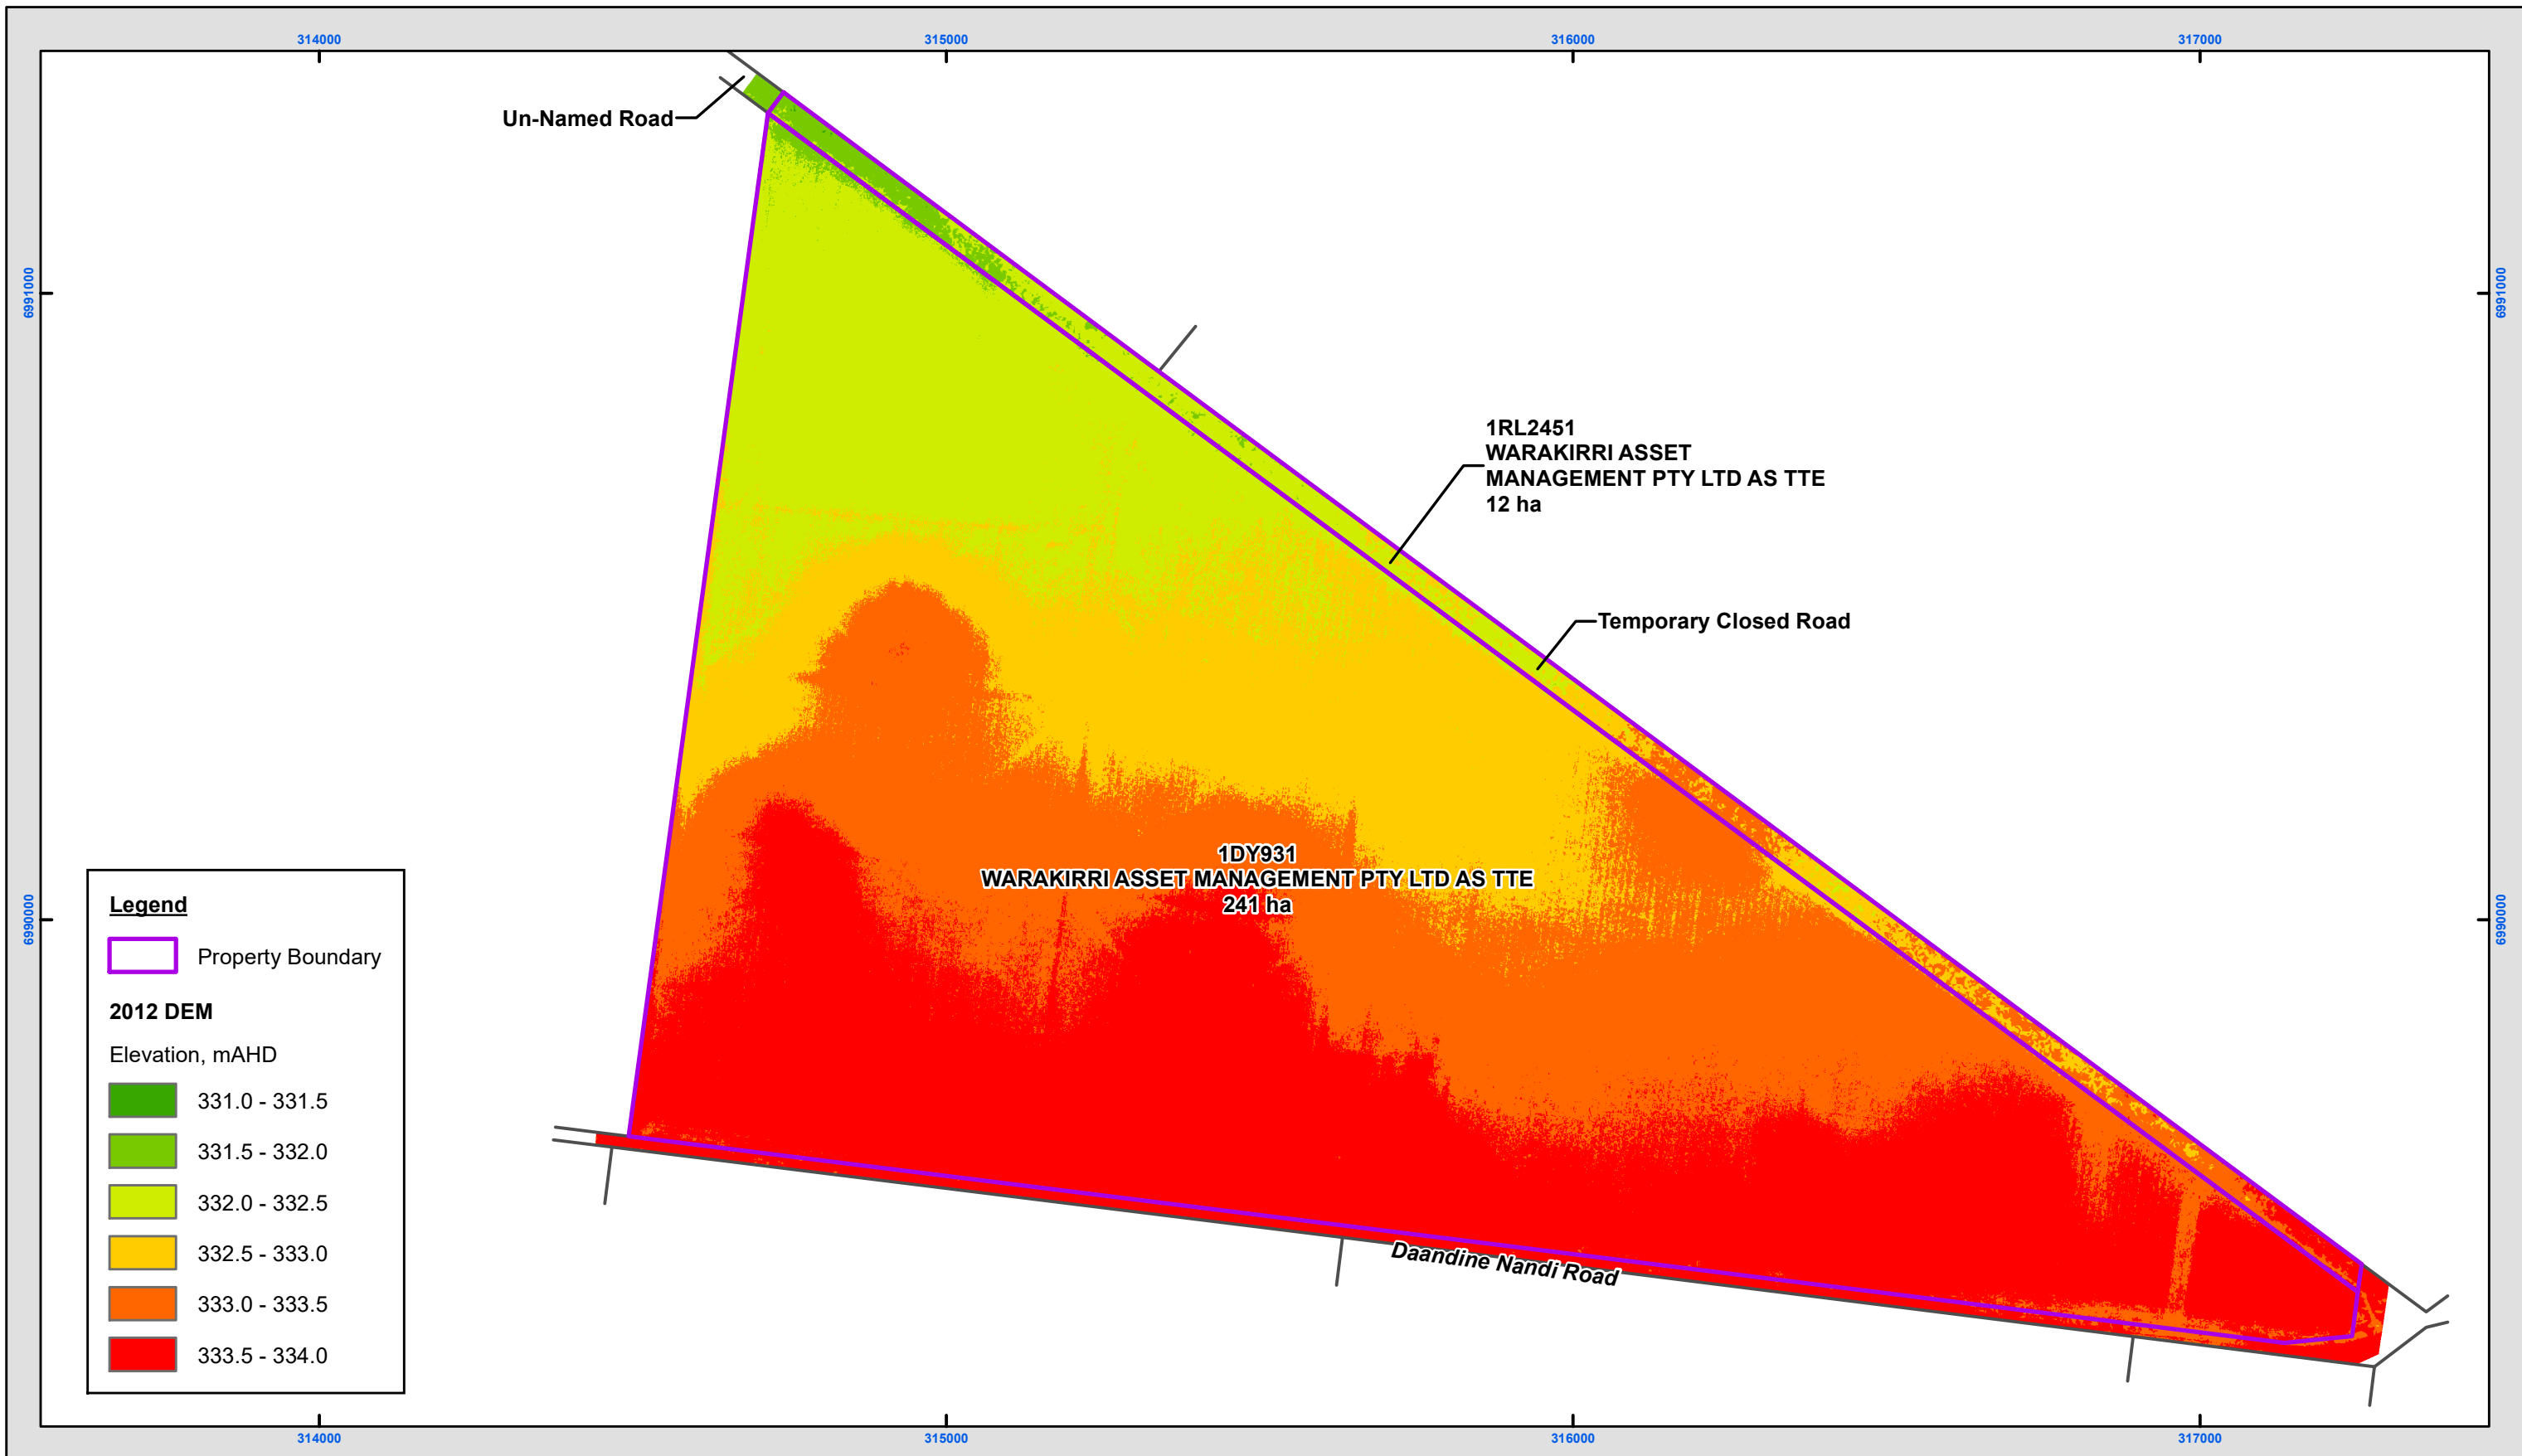 314000
315000
316000
317000
Un-Named Road
6991000
6991000
1RL2451
WARAKIRRI ASSET
MANAGEMENT PTY LTD AS TTE
12 ha
Temporary Closed Road
1DY931
WARAKIRRI ASSET MANAGEMENT PTY LTD AS TTE
241 ha
6990000
6990000
Legend
Property Boundary
2012 DEM
Elevation, mAHD
331.0 - 331.5
331.5 - 332.0
332.0 - 332.5
332.5 - 333.0
333.0 - 333.5
333.5 - 334.0
Daandine Nandi Road
314000
315000
316000
317000